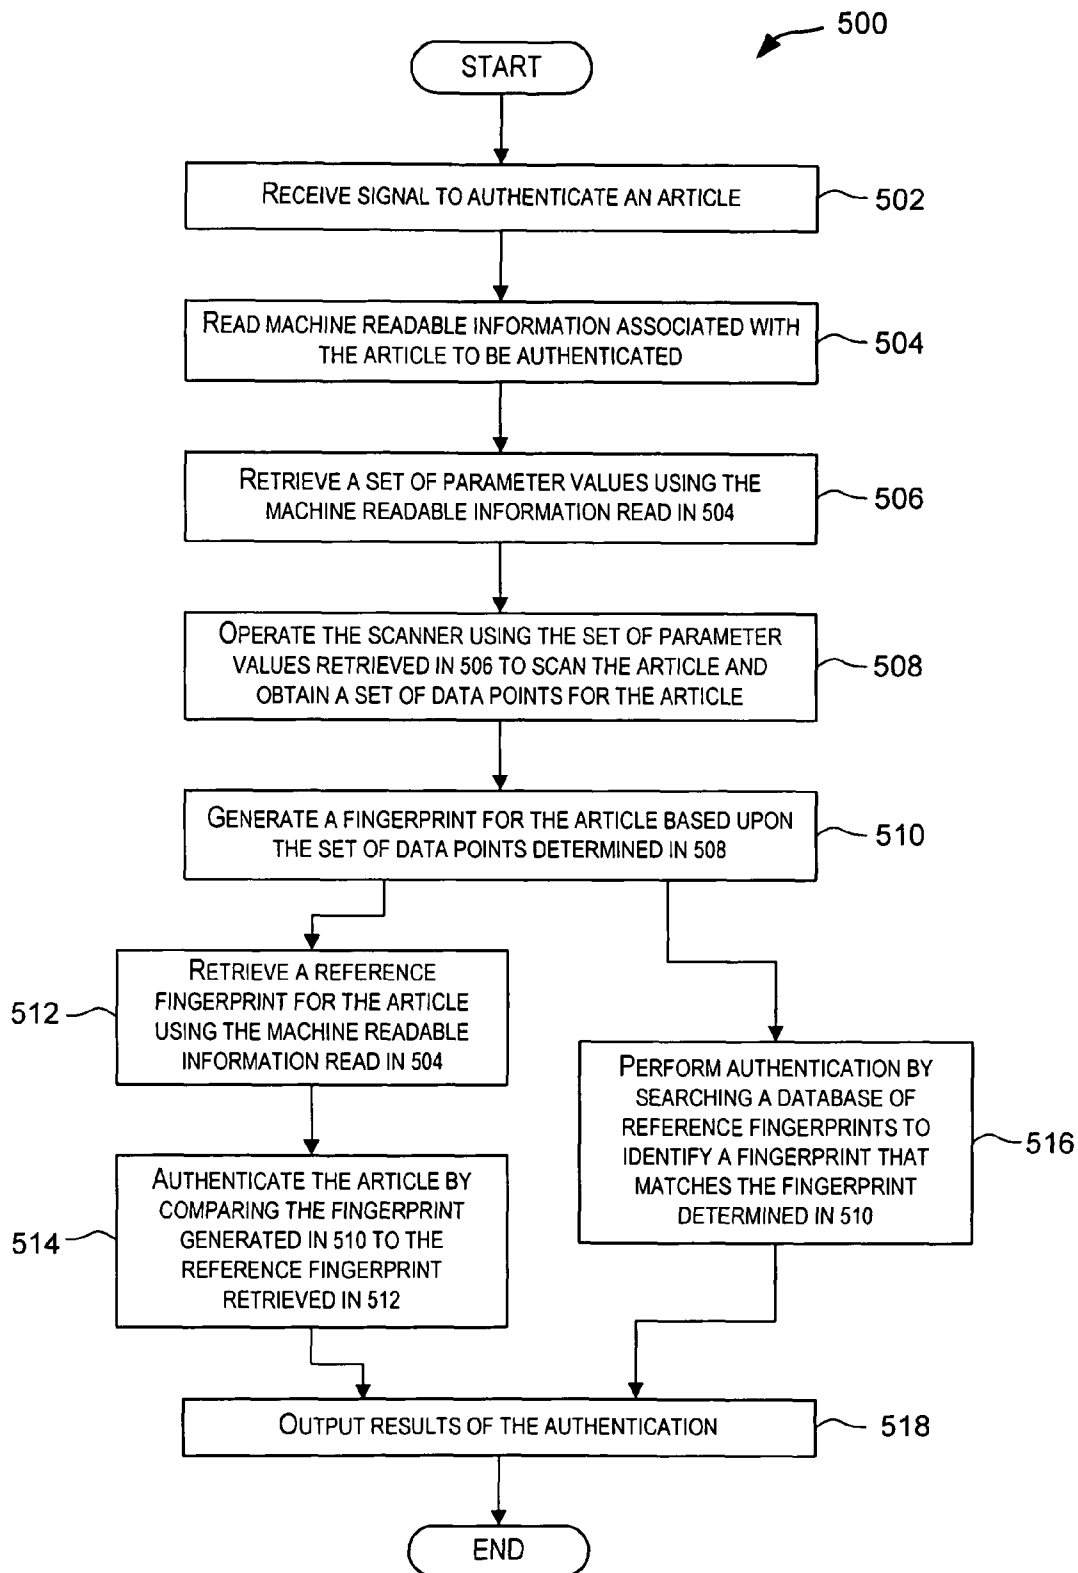 500
START
RECEIVE SIGNAL TO AUTHENTICATE AN ARTICLE
502
READ MACHINE READABLE INFORMATION ASSOCIATED WITH
THE ARTICLE TO BE AUTHENTICATED
504
RETRIEVE A SET OF PARAMETER VALUES USING THE
MACHINE READABLE INFORMATION READ IN 504
506
OPERATE THE SCANNER USING THE SET OF PARAMETER
VALUES RETRIEVED IN 506 TO SCAN THE ARTICLE AND
OBTAIN A SET OF DATA POINTS FOR THE ARTICLE
508
GENERATE A FINGERPRINT FOR THE ARTICLE BASED UPON
THE SET OF DATA POINTS DETERMINED IN 508
510
RETRIEVE A REFERENCE
FINGERPRINT FOR THE ARTICLE
USING THE MACHINE READABLE
INFORMATION READ IN 504
512
AUTHENTICATE THE ARTICLE BY
COMPARING THE FINGERPRINT
GENERATED IN 510 TO THE
REFERENCE FINGERPRINT
RETRIEVED IN 512
514
PERFORM AUTHENTICATION BY
SEARCHING A DATABASE OF
REFERENCE FINGERPRINTS TO
IDENTIFY A FINGERPRINT THAT
MATCHES THE FINGERPRINT
DETERMINED IN 510
516
OUTPUT RESULTS OF THE AUTHENTICATION
518
END